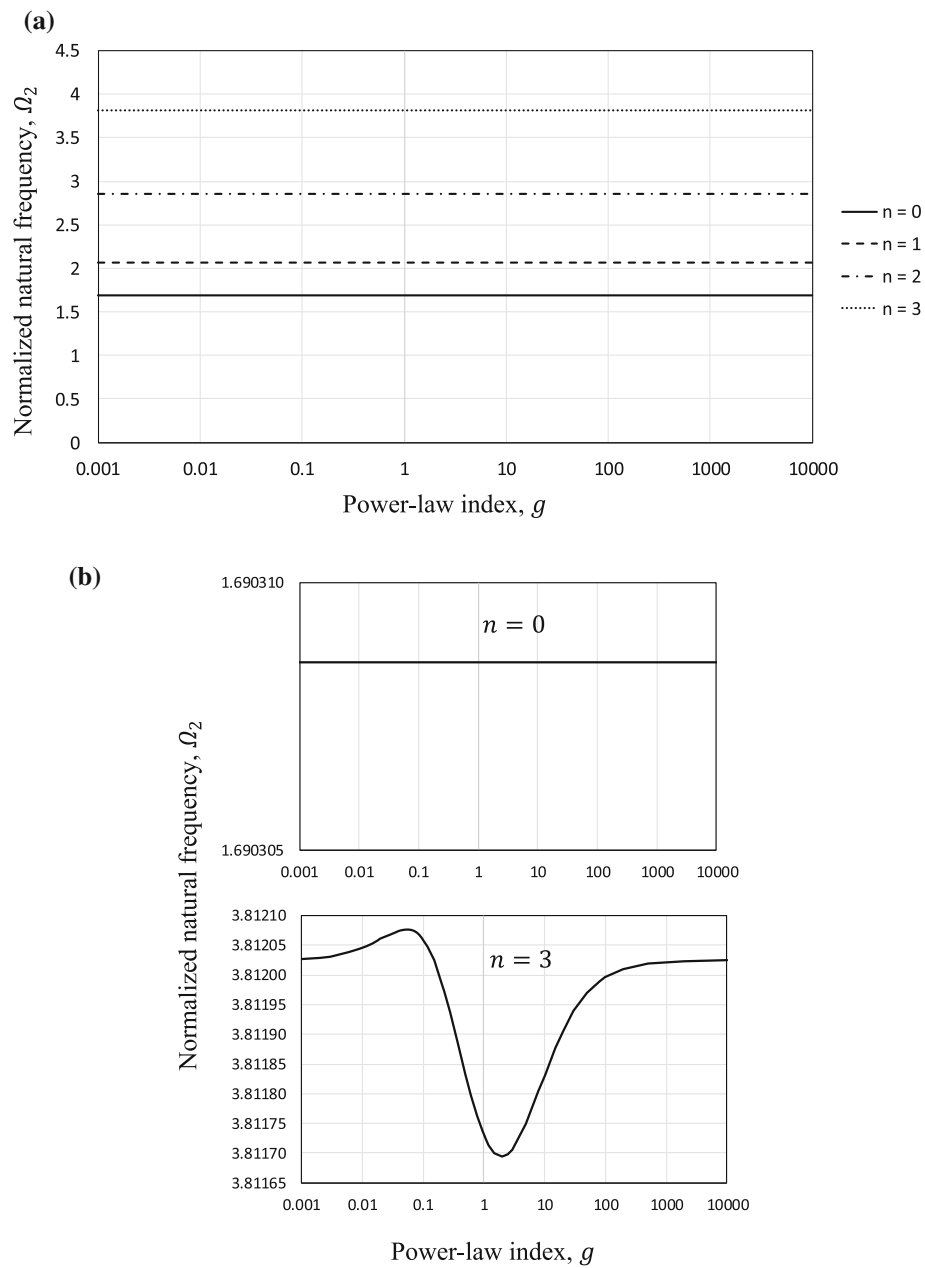 (a)
Normalized natural frequency, Ω₂
4.5
4
3.5
3
2.5
2
1.5
1
0.5
0
0.001 0.01 0.1 1 10 100 1000 10000
Power-law index, g
n = 0
n = 1
n = 2
n = 3
(b)
Normalized natural frequency, Ω₂
1.690310
n = 0
1.690305
0.001 0.01 0.1 1 10 100 1000 10000
3.81210
3.81205
3.81200
3.81195
3.81190
3.81185
3.81180
3.81175
3.81170
3.81165
n = 3
0.001 0.01 0.1 1 10 100 1000 10000
Power-law index, g